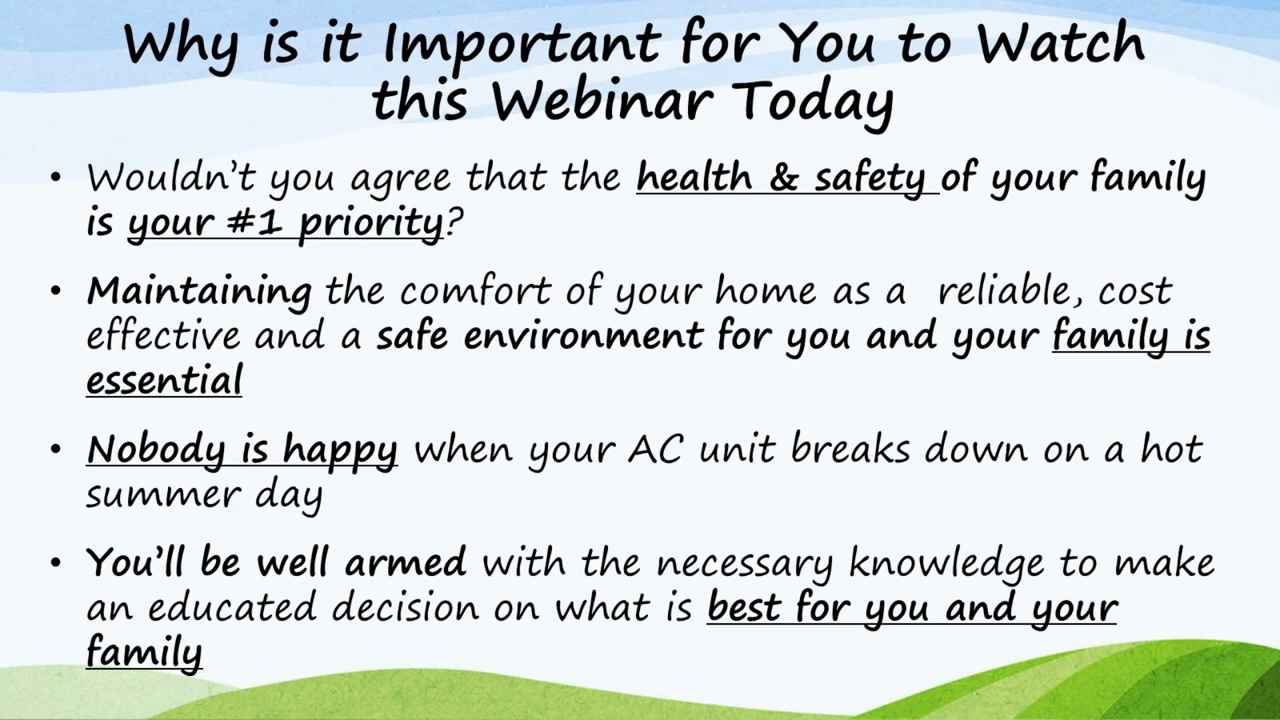 Why is it Important for You to Watch
this Webinar Today
• Wouldn't you agree that the health & safety of your family
is your #1 priority?
• Maintaining the comfort of your home as a reliable, cost
effective and a safe environment for you and your family is
essential
• Nobody is happy when your AC unit breaks down on a hot
summer day
• You'll be well armed with the necessary knowledge to make
an educated decision on what is best for you and your
family